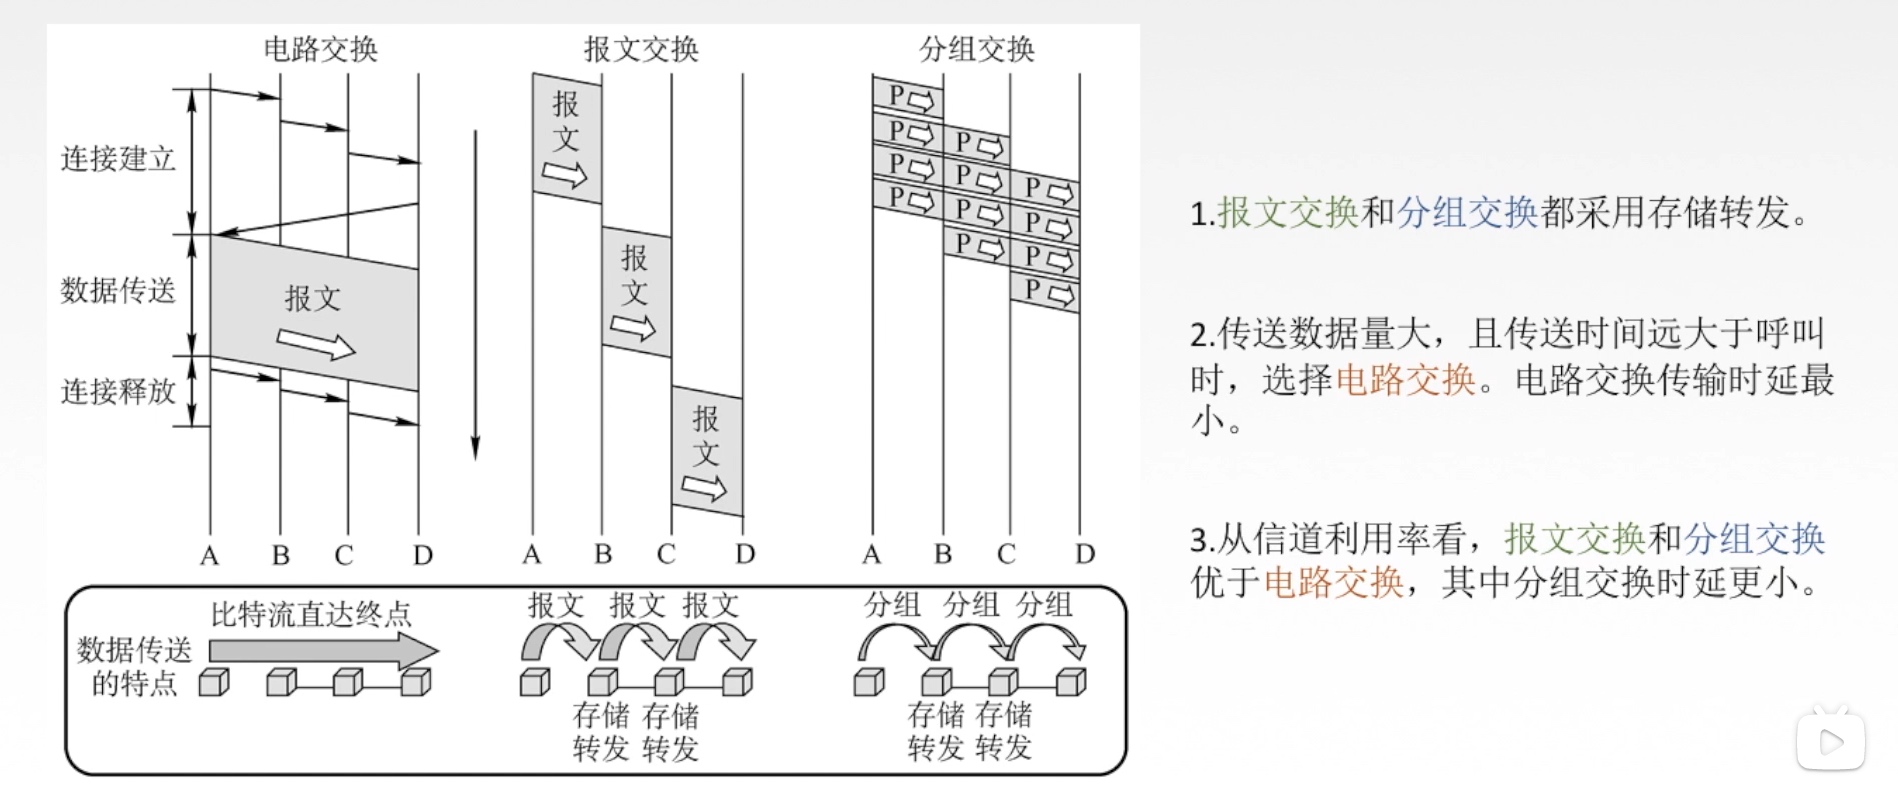 电路交换
报文交换
分组交换
连接建立
数据传送
连接释放
报文
报
文
报
文
报
文
P
P P
P P P
P P P
P P
P
A B C D
A B C D
A B C D
数据传送
的特点
比特流直达终点
报文 报文 报文
存储 存储
转发 转发
分组 分组 分组
存储 存储
转发 转发
1.报文交换和分组交换都采用存储转发。
2.传送数据量大，且传送时间远大于呼叫
时，选择电路交换。电路交换传输时延最
小。
3.从信道利用率看，报文交换和分组交换
优于电路交换，其中分组交换时延更小。